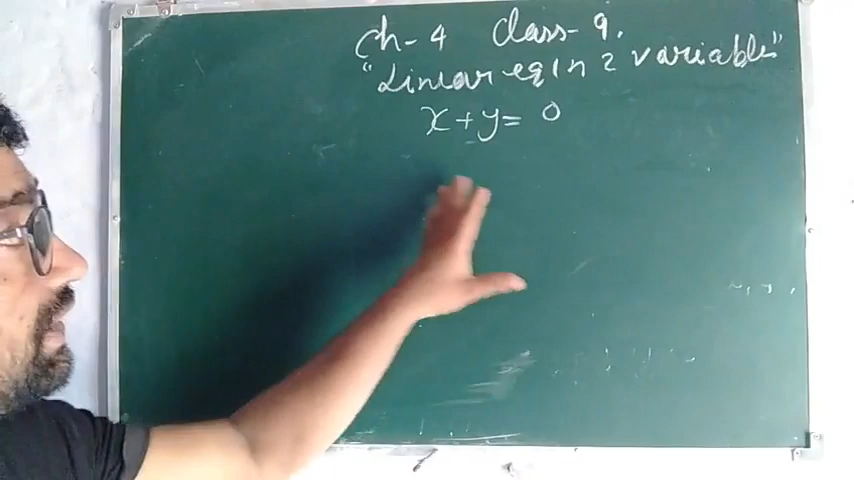 Ch-4 Class-9.
"Linear eq in 2 variable"
x+y= 0